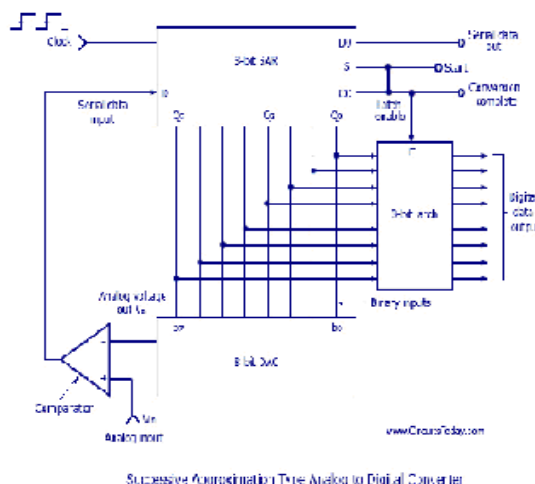 Clock
8-bit SAR
D0
Serial data
out
S
Start
D
CC
Conversion
complete
Serial data
input
Latch
enable
Q7
Q3
Q0
E
8-bit latch
Digital
data
output
Analog voltage
out
Binary inputs
b7
b0
8-bit DAC
Comparator
Vin
Analog input
www.CircuitsToday.com
Successive Approximation Type Analog to Digital Converter